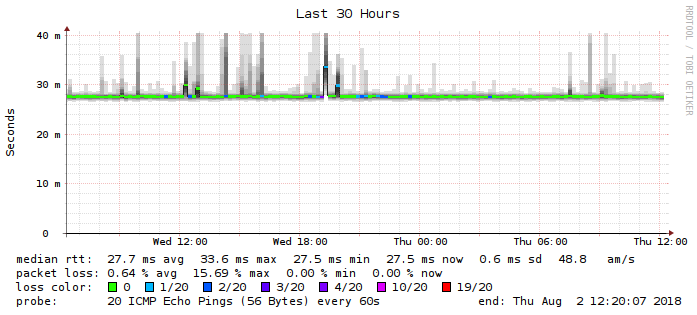 Last 30 Hours
RRDTOOL / TOBI OETIKER
Seconds
40 m
30 m
20 m
10 m
0
Wed 12:00 Wed 18:00 Thu 00:00 Thu 06:00 Thu 12:00
median rtt: 27.7 ms avg 33.6 ms max 27.5 ms min 27.5 ms now 0.6 ms sd 48.8 am/s
packet loss: 0.64 % avg 15.69 % max 0.00 % min 0.00 % now
loss color: 0 1/20 2/20 3/20 4/20 10/20 19/20
probe: 20 ICMP Echo Pings (56 Bytes) every 60s end: Thu Aug 2 12:20:07 2018